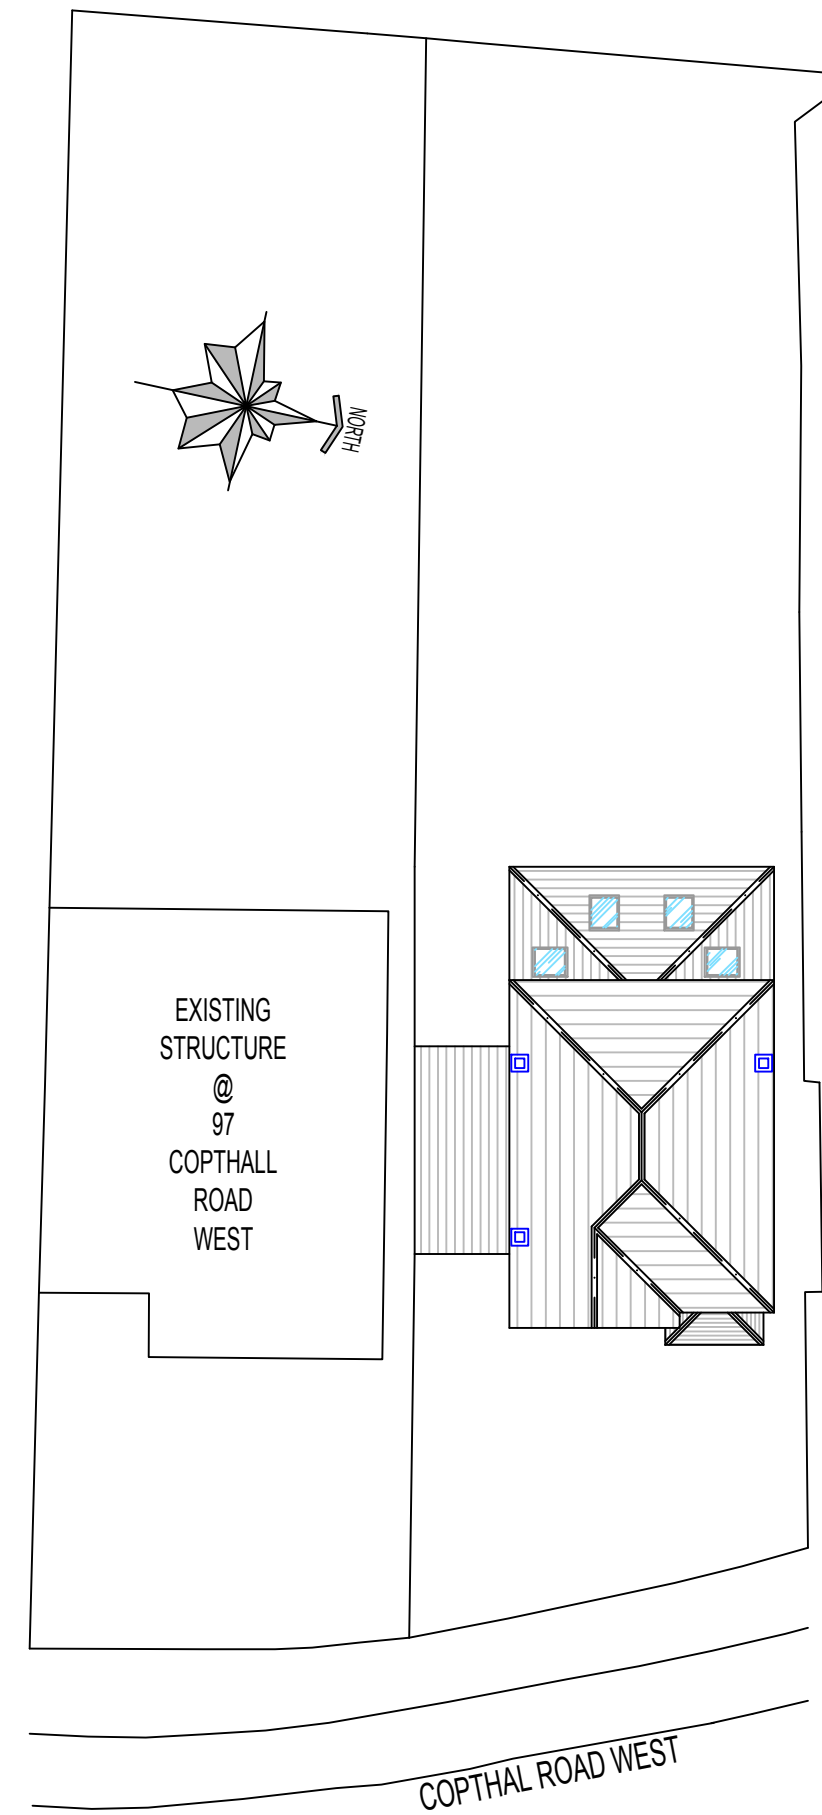 NORTH
EXISTING
STRUCTURE
@
97
COPTHALL
ROAD
WEST
COPTHAL ROAD WEST